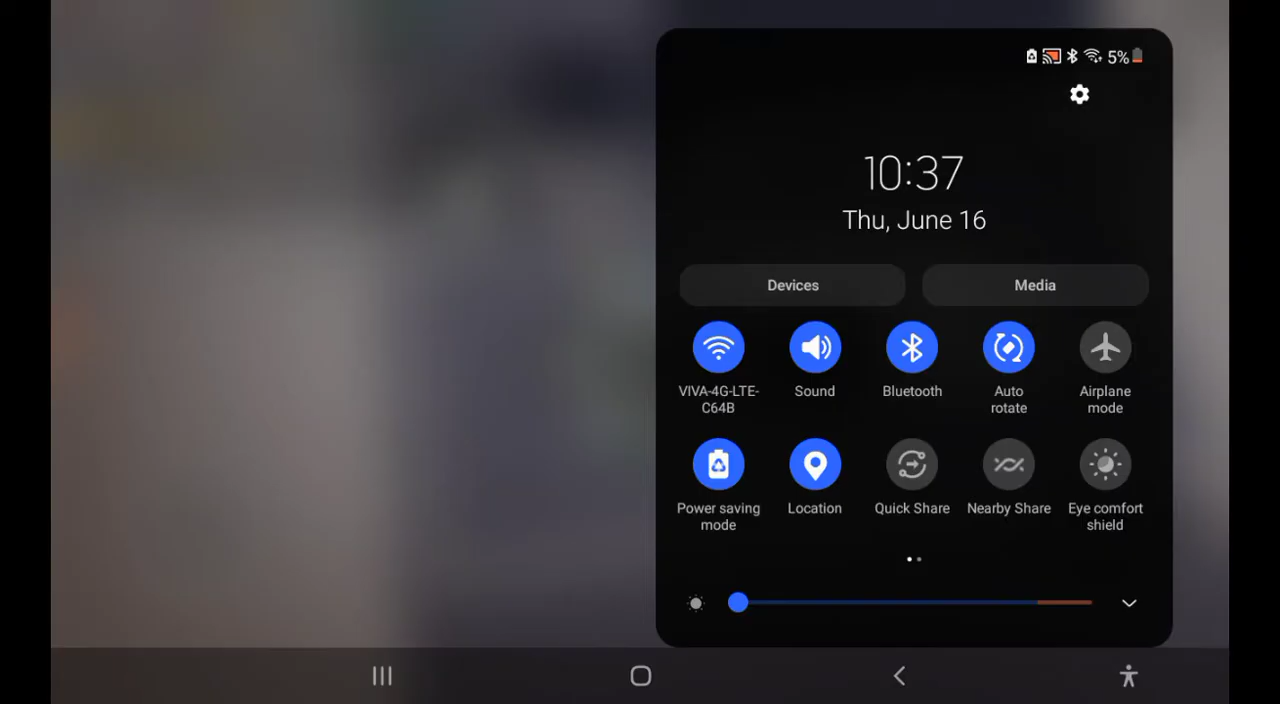 5%
10:37
Thu, June 16
Devices Media
VIVA-4G-LTE-
C64B
Sound
Bluetooth
Auto
rotate
Airplane
mode
Power saving
mode
Location
Quick Share
Nearby Share
Eye comfort
shield